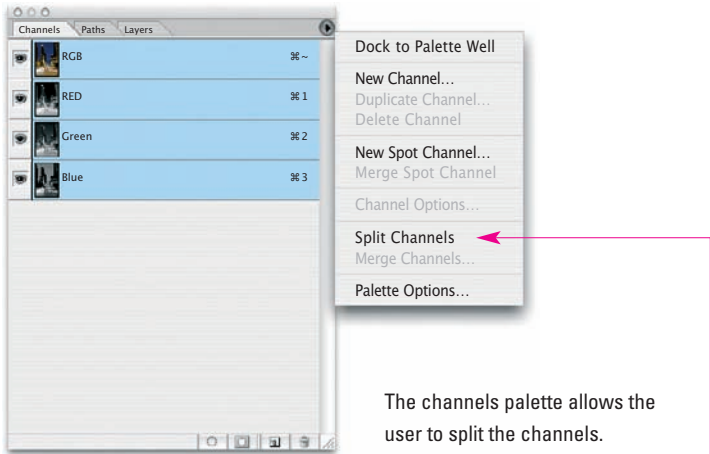 Channels Paths Layers
RGB ⌘~
RED ⌘1
Green ⌘2
Blue ⌘3
Dock to Palette Well
New Channel...
Duplicate Channel...
Delete Channel
New Spot Channel...
Merge Spot Channel
Channel Options...
Split Channels
Merge Channels...
Palette Options...
The channels palette allows the
user to split the channels.